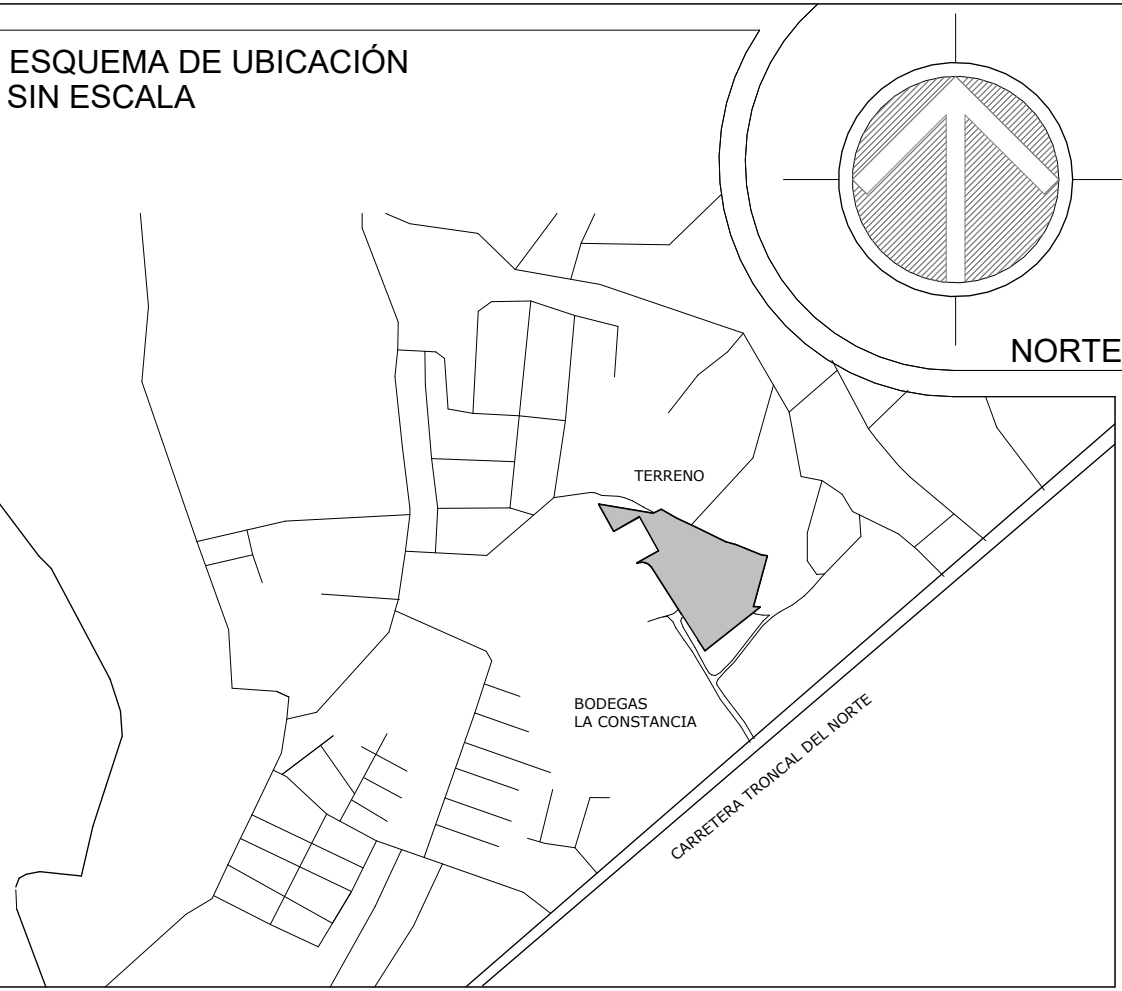 ESQUEMA DE UBICACIÓN
SIN ESCALA
NORTE
TERRENO
BODEGAS
LA CONSTANCIA
CARRETERA TRONCAL DEL NORTE